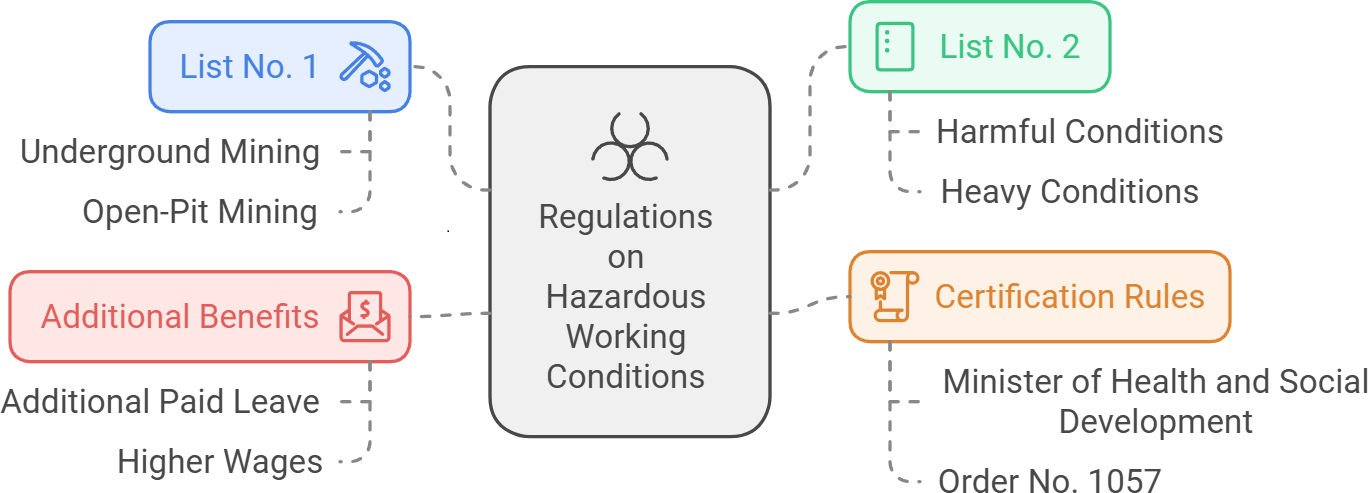 List No. 1
Underground Mining
Open-Pit Mining
Additional Benefits
$
Additional Paid Leave
Higher Wages
Regulations
on
Hazardous
Working
Conditions
List No. 2
Harmful Conditions
Heavy Conditions
Certification Rules
Minister of Health and Social
Development
Order No. 1057